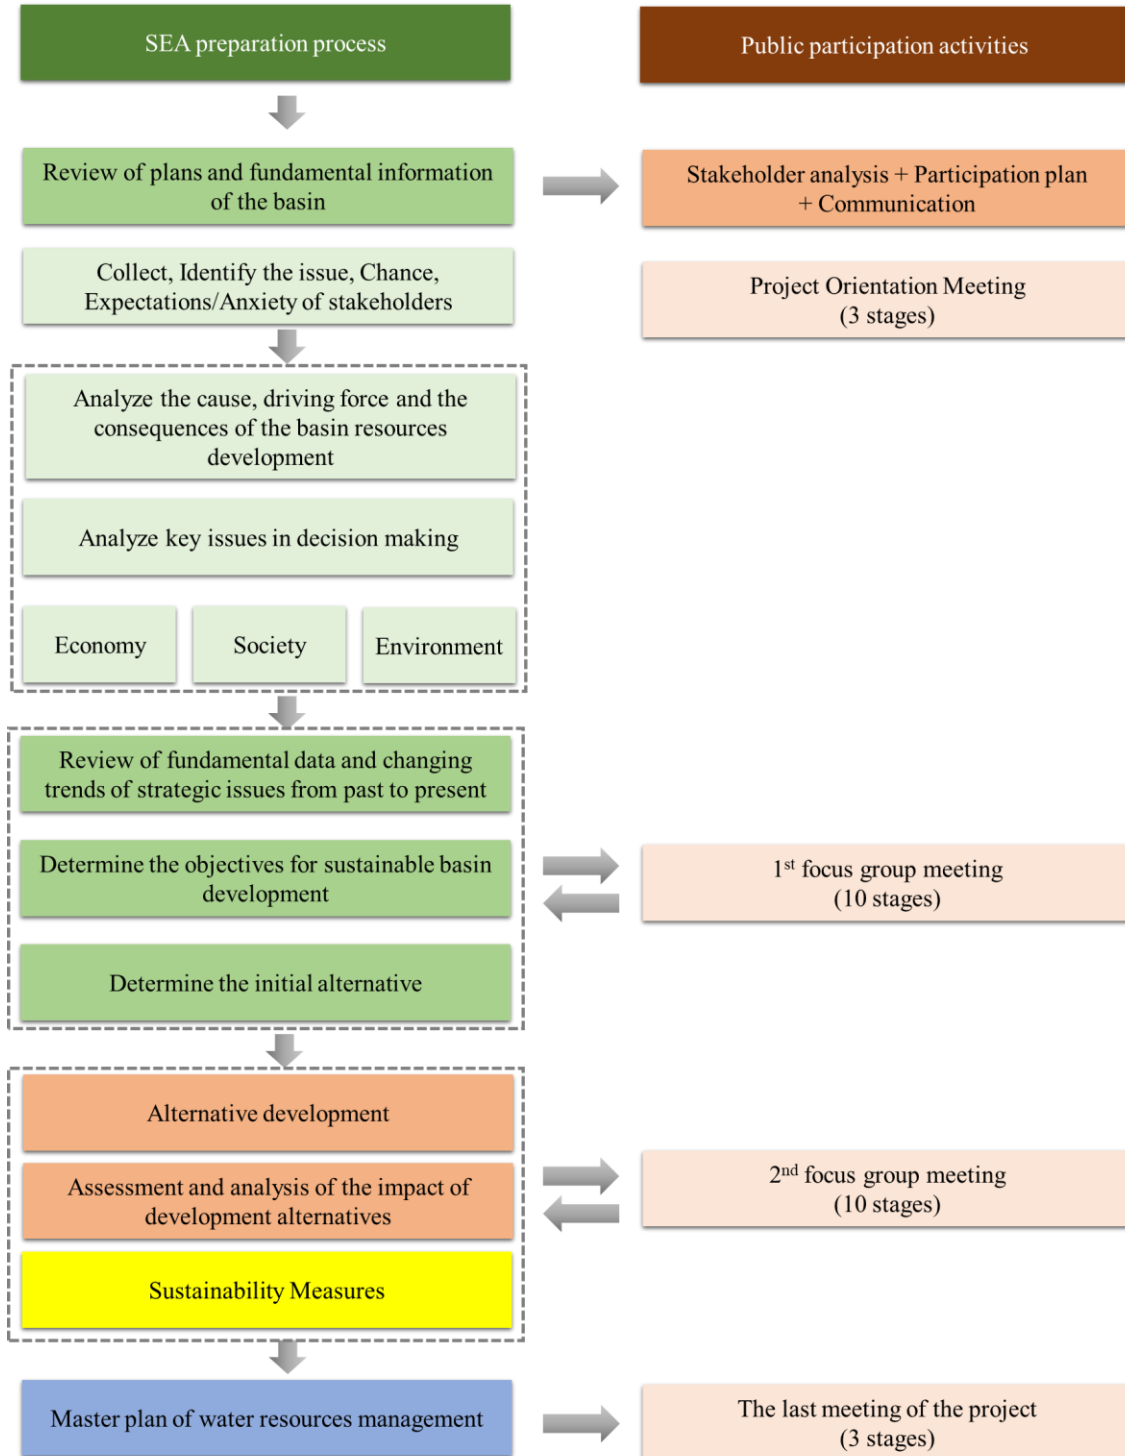 SEA preparation process
Public participation activities
Review of plans and fundamental information
of the basin
Stakeholder analysis + Participation plan
+ Communication
Collect, Identify the issue, Chance,
Expectations/Anxiety of stakeholders
Project Orientation Meeting
(3 stages)
Analyze the cause, driving force and the
consequences of the basin resources
development
Analyze key issues in decision making
Economy
Society
Environment
Review of fundamental data and changing
trends of strategic issues from past to present
Determine the objectives for sustainable basin
development
1st focus group meeting
(10 stages)
Determine the initial alternative
Alternative development
Assessment and analysis of the impact of
development alternatives
2nd focus group meeting
(10 stages)
Sustainability Measures
Master plan of water resources management
The last meeting of the project
(3 stages)